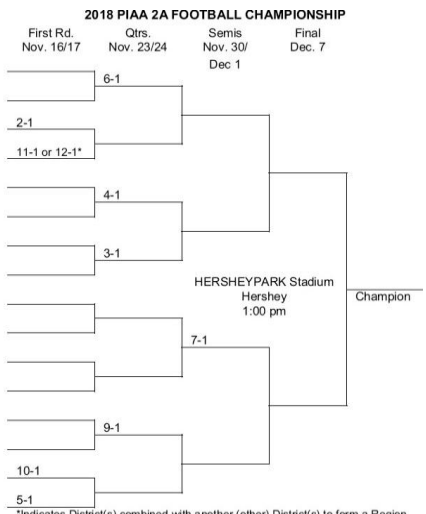 2018 PIAA 2A FOOTBALL CHAMPIONSHIP
First Rd. Qtrs. Semis Final
Nov. 16/17 Nov. 23/24 Nov. 30/ Dec. 7
Dec 1
6-1
2-1
11-1 or 12-1*
4-1
3-1
HERSHEYPARK Stadium
Hershey Champion
1:00 pm
7-1
9-1
10-1
5-1
*Indicates District(s) combined with another (other) District(s) to form a Region